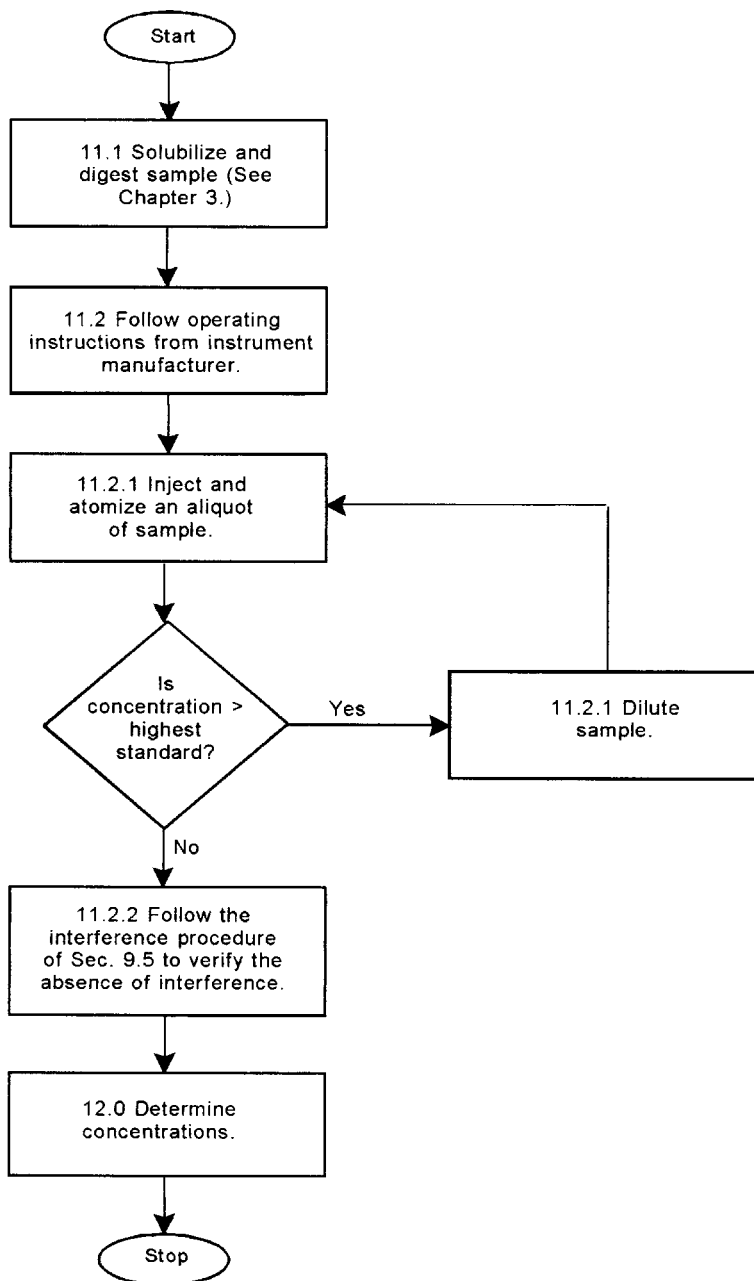 Start
11.1 Solubilize and
digest sample (See
Chapter 3.)
11.2 Follow operating
instructions from instrument
manufacturer.
11.2.1 Inject and
atomize an aliquot
of sample.
Is
concentration >
highest
standard?
Yes
11.2.1 Dilute
sample.
No
11.2.2 Follow the
interference procedure
of Sec. 9.5 to verify the
absence of interference.
12.0 Determine
concentrations.
Stop